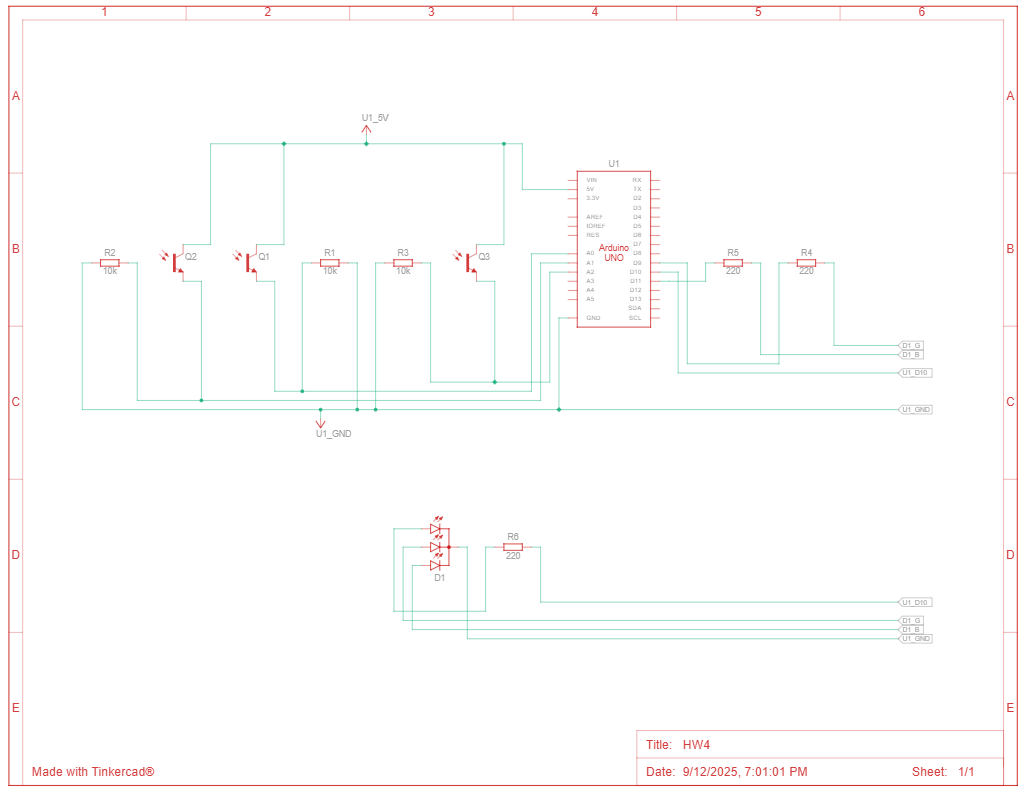 1 2 3 4 5 6
A A
U1_5V
U1
VIN RX
5V TX
3.3V D2
D3
AREF D4
IOREF D5
RES D6
D7
A0 D8
A1 D9
A2 D10
A3 D11
A4 D12
A5 D13
SDA
GND SCL
Arduino
UNO
B B
R2
10k
Q2
Q1
R1
10k
R3
10k
Q3
R5
220
R4
220
D1_G
D1_B
U1_D10
C C
U1_GND
U1_GND
D D
D1
R6
220
U1_D10
D1_G
D1_B
U1_GND
E E
Title: HW4
Made with Tinkercad®
Date: 9/12/2025, 7:01:01 PM Sheet: 1/1